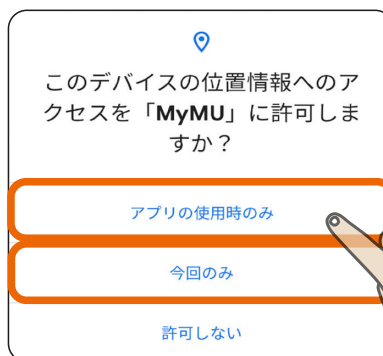 このデバイスの位置情報へのア
クセスを「MyMU」に許可しま
すか？
アプリの使用時のみ
今回のみ
許可しない